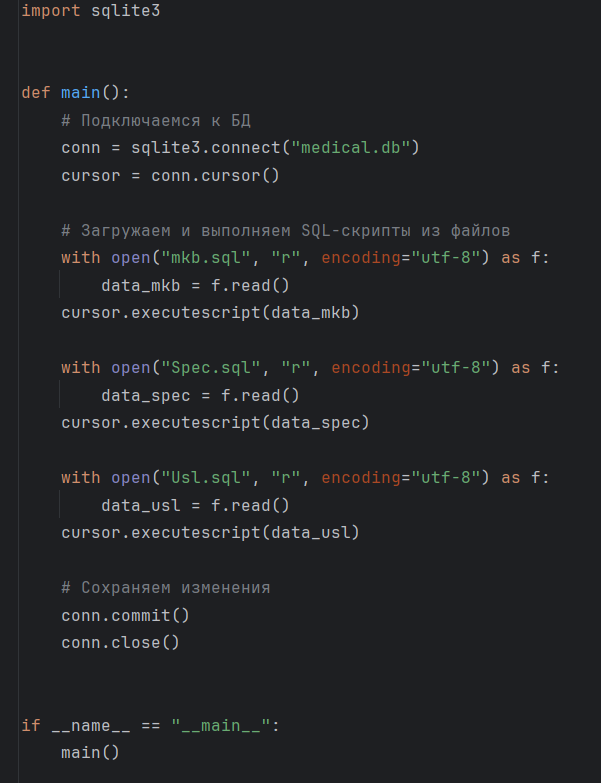 import sqlite3
def main():
    # Подключаемся к БД
    conn = sqlite3.connect("medical.db")
    cursor = conn.cursor()
    # Загружаем и выполняем SQL-скрипты из файлов
    with open("mkb.sql", "r", encoding="utf-8") as f:
        data_mkb = f.read()
    cursor.executescript(data_mkb)
    with open("Spec.sql", "r", encoding="utf-8") as f:
        data_spec = f.read()
    cursor.executescript(data_spec)
    with open("Usl.sql", "r", encoding="utf-8") as f:
        data_usl = f.read()
    cursor.executescript(data_usl)
    # Сохраняем изменения
    conn.commit()
    conn.close()
if __name__ == "__main__":
    main()